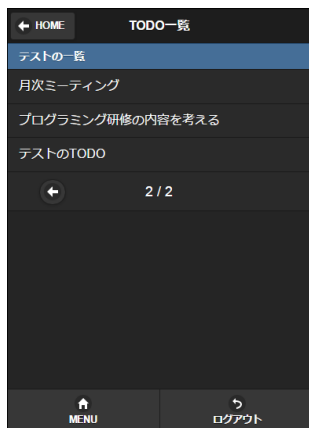 HOME TODO一覧
テストの一覧
月次ミーティング
プログラミング研修の内容を考える
テストのTODO
2 / 2
MENU ログアウト